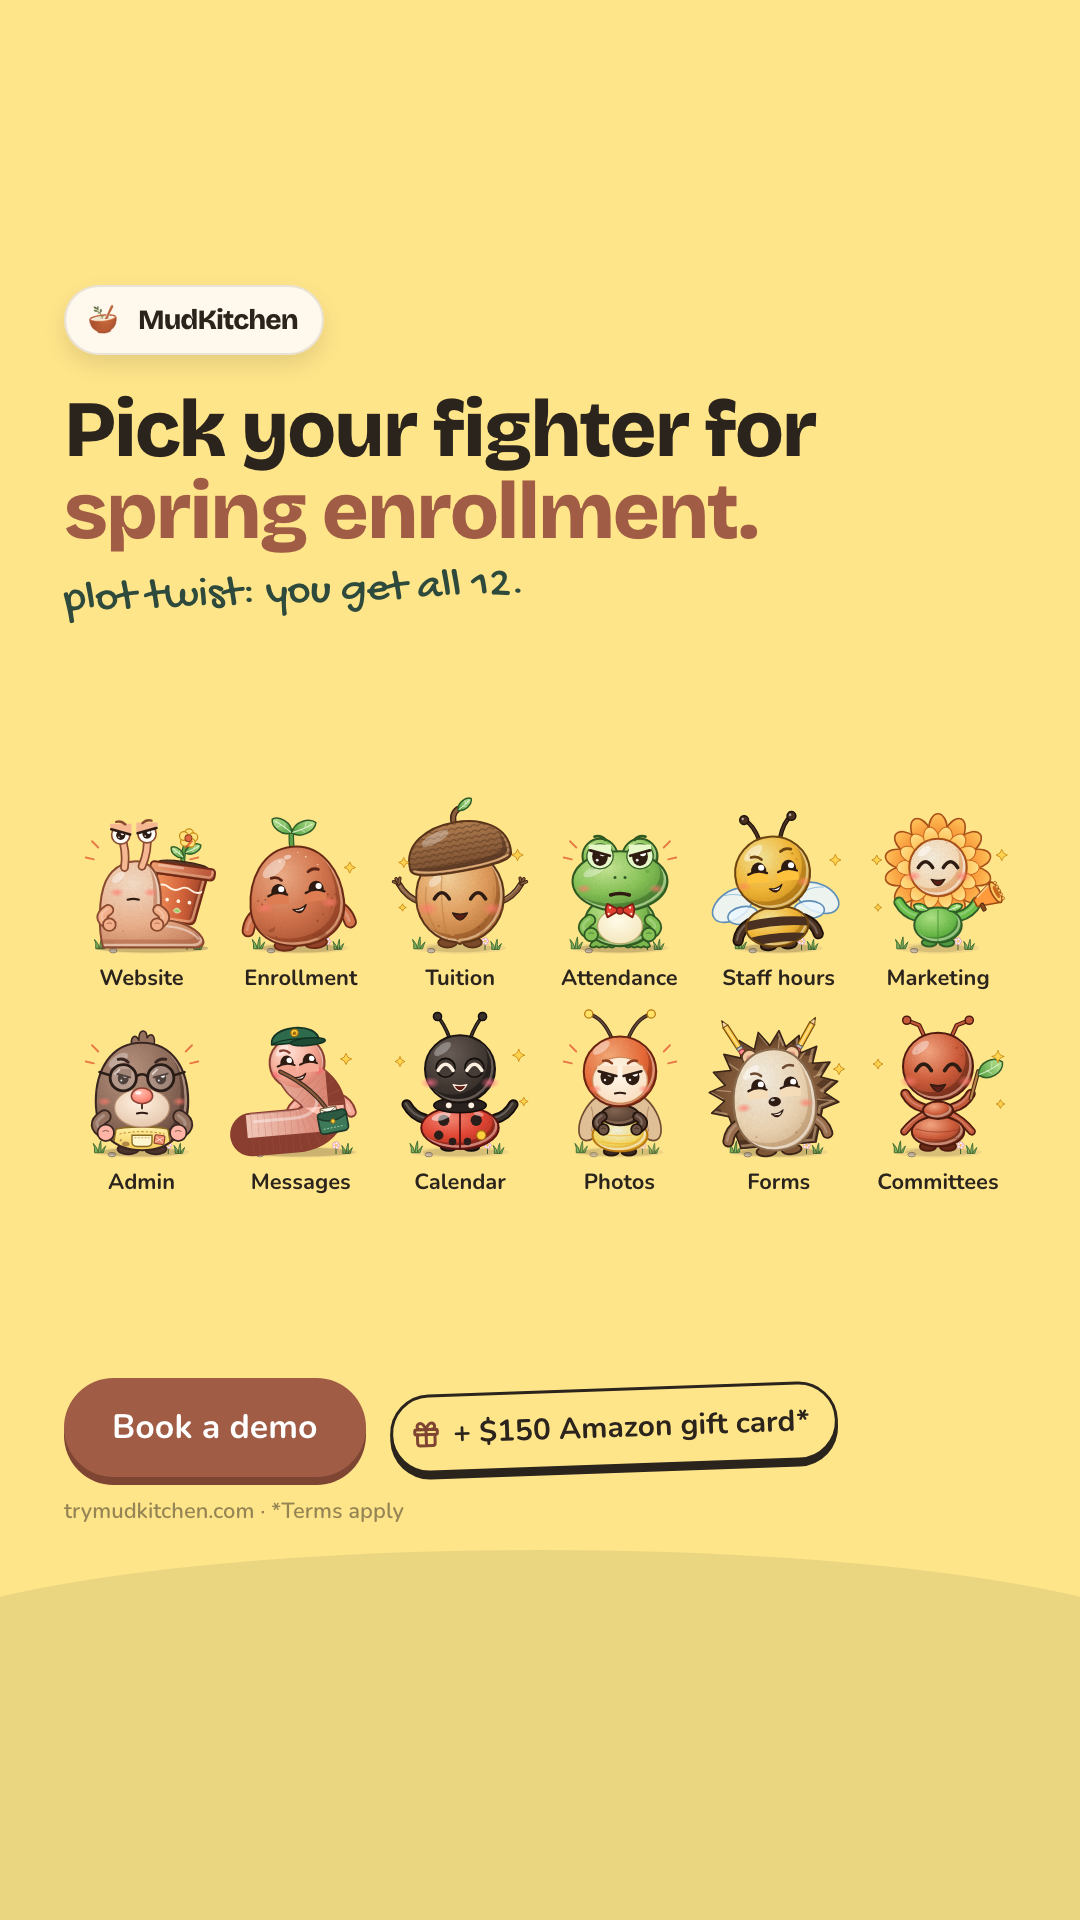 MudKitchen
Pick your fighter for
spring enrollment.
plot twist: you get all 12.
Website Enrollment Tuition Attendance Staff hours Marketing
Admin Messages Calendar Photos Forms Committees
Book a demo
+ $150 Amazon gift card*
trymudkitchen.com · *Terms apply